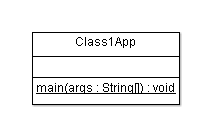 Class1App
main(args : String[]) : void